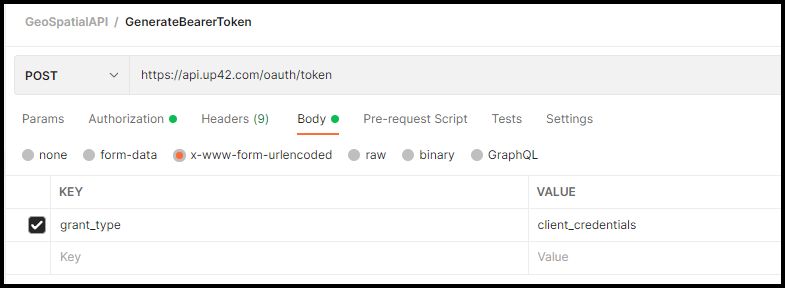 GeoSpatialAPI / GenerateBearerToken
POST https://api.up42.com/oauth/token
Params Authorization Headers (9) Body Pre-request Script Tests Settings
none form-data x-www-form-urlencoded raw binary GraphQL
KEY VALUE
grant_type client_credentials
Key Value